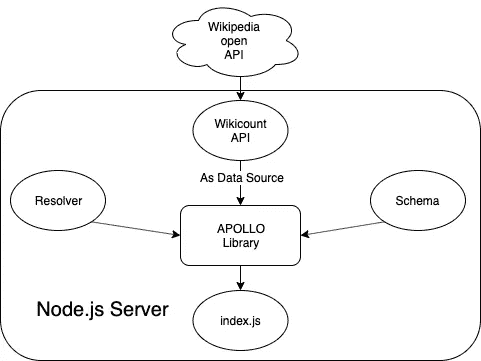 Wikipedia
open
API
Wikicount
API
As Data Source
Resolver
Schema
APOLLO
Library
Node.js Server
index.js